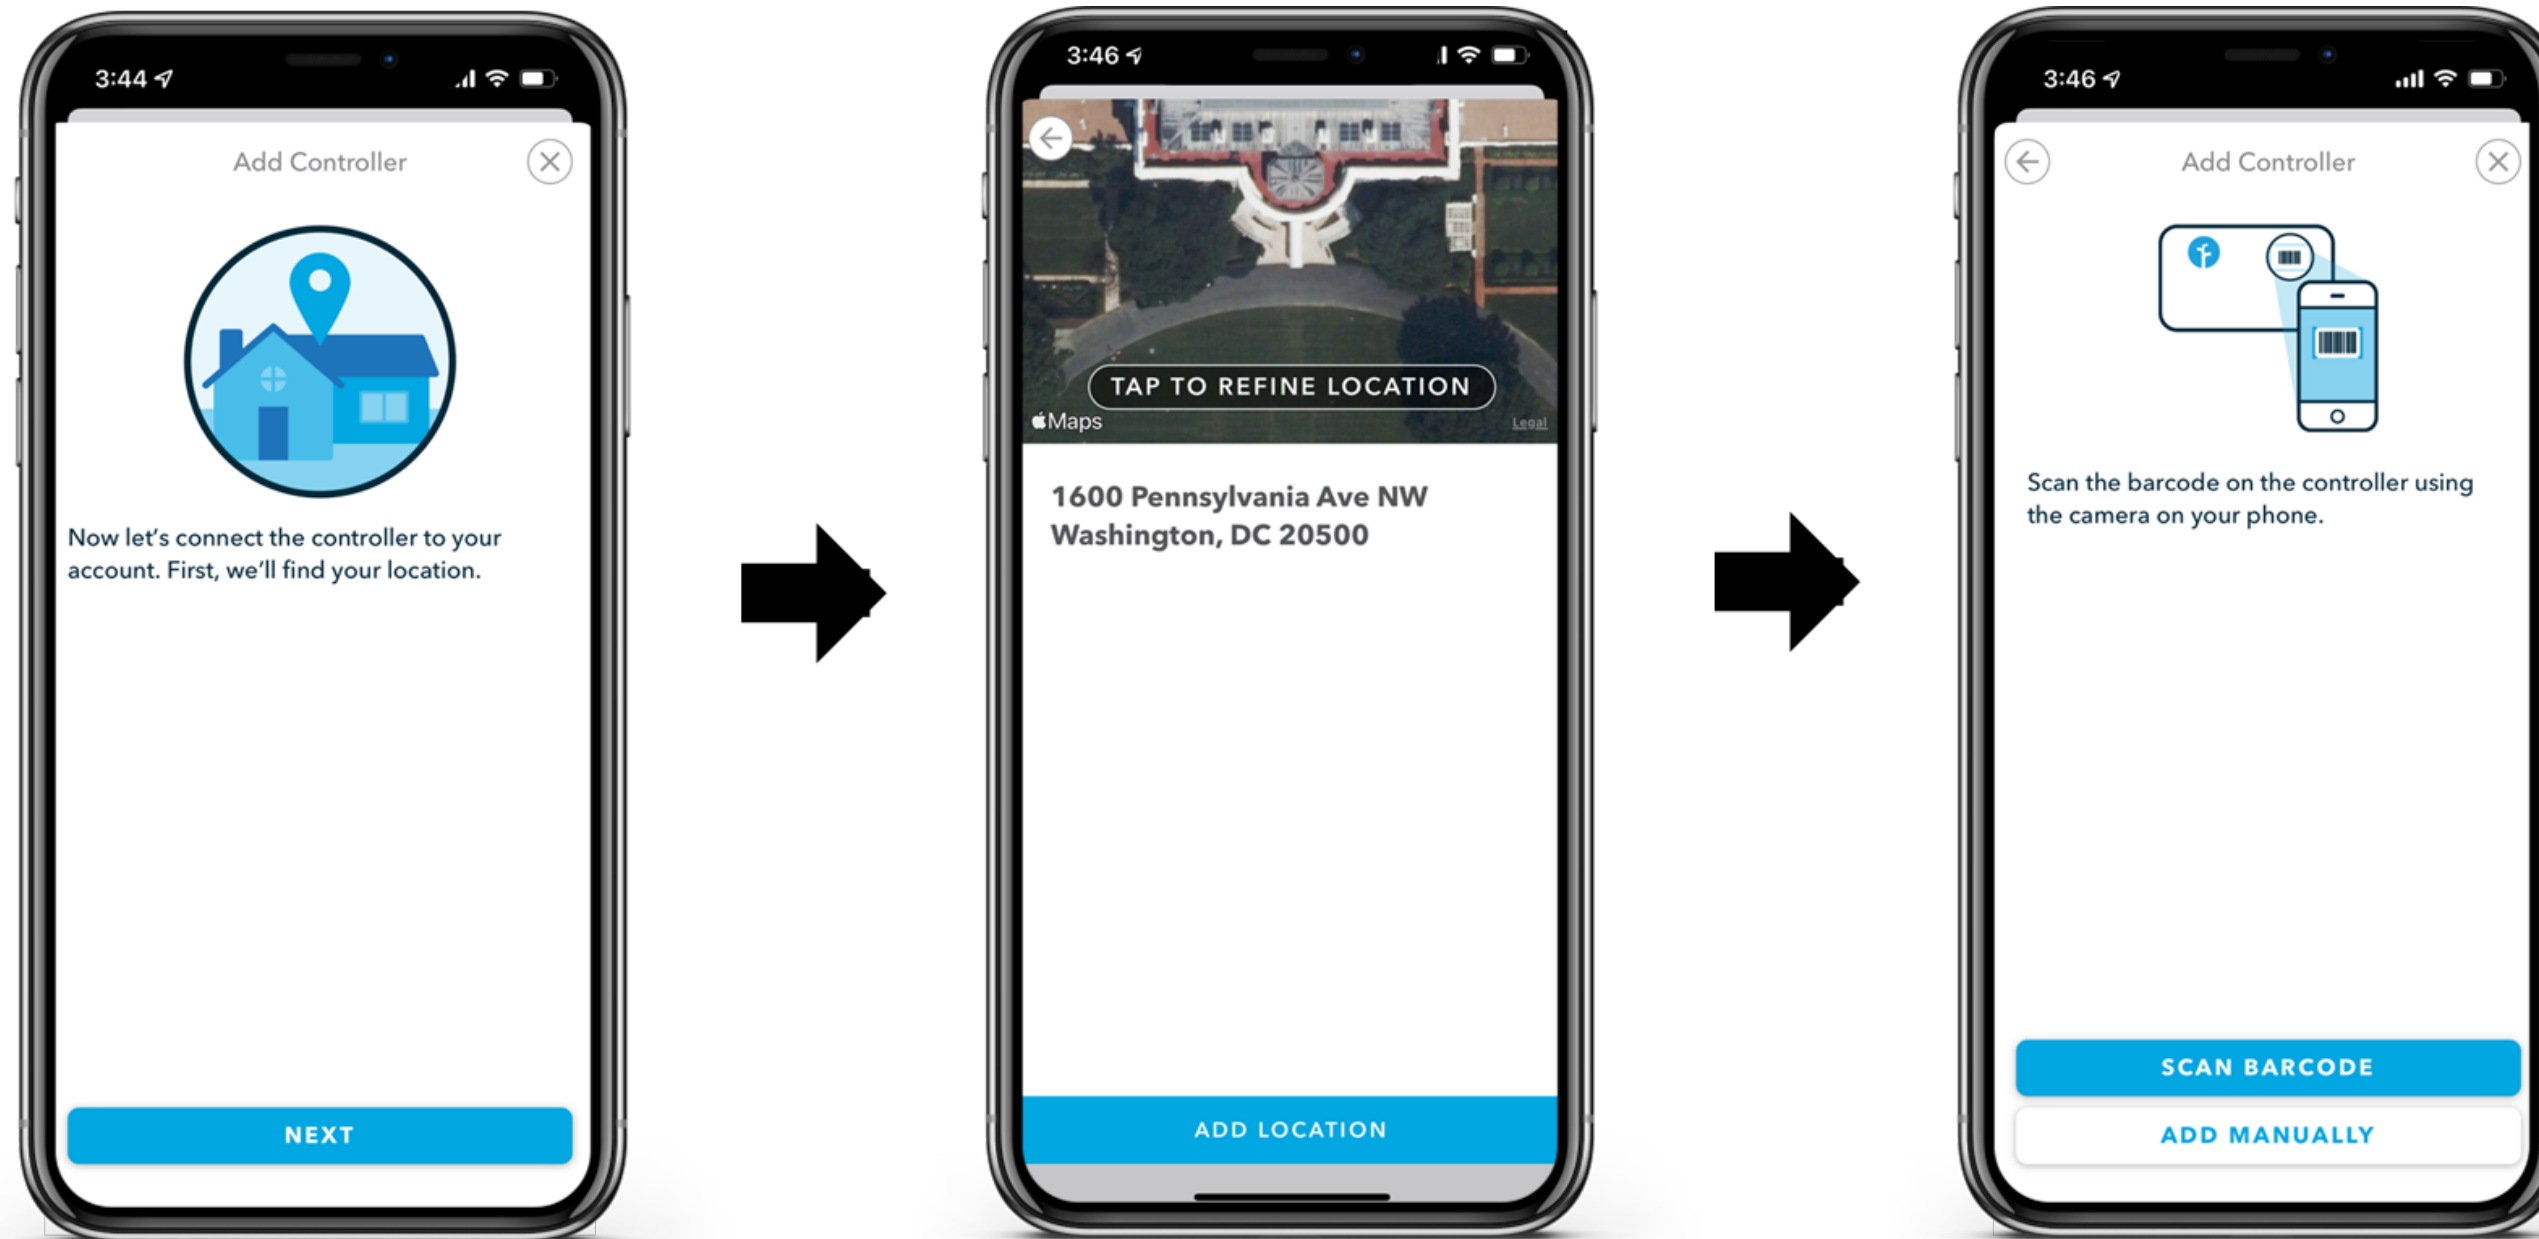 3:44
Add Controller
Now let's connect the controller to your
account. First, we'll find your location.
NEXT
3:46
TAP TO REFINE LOCATION
Maps
Legal
1600 Pennsylvania Ave NW
Washington, DC 20500
ADD LOCATION
3:46
Add Controller
Scan the barcode on the controller using
the camera on your phone.
SCAN BARCODE
ADD MANUALLY